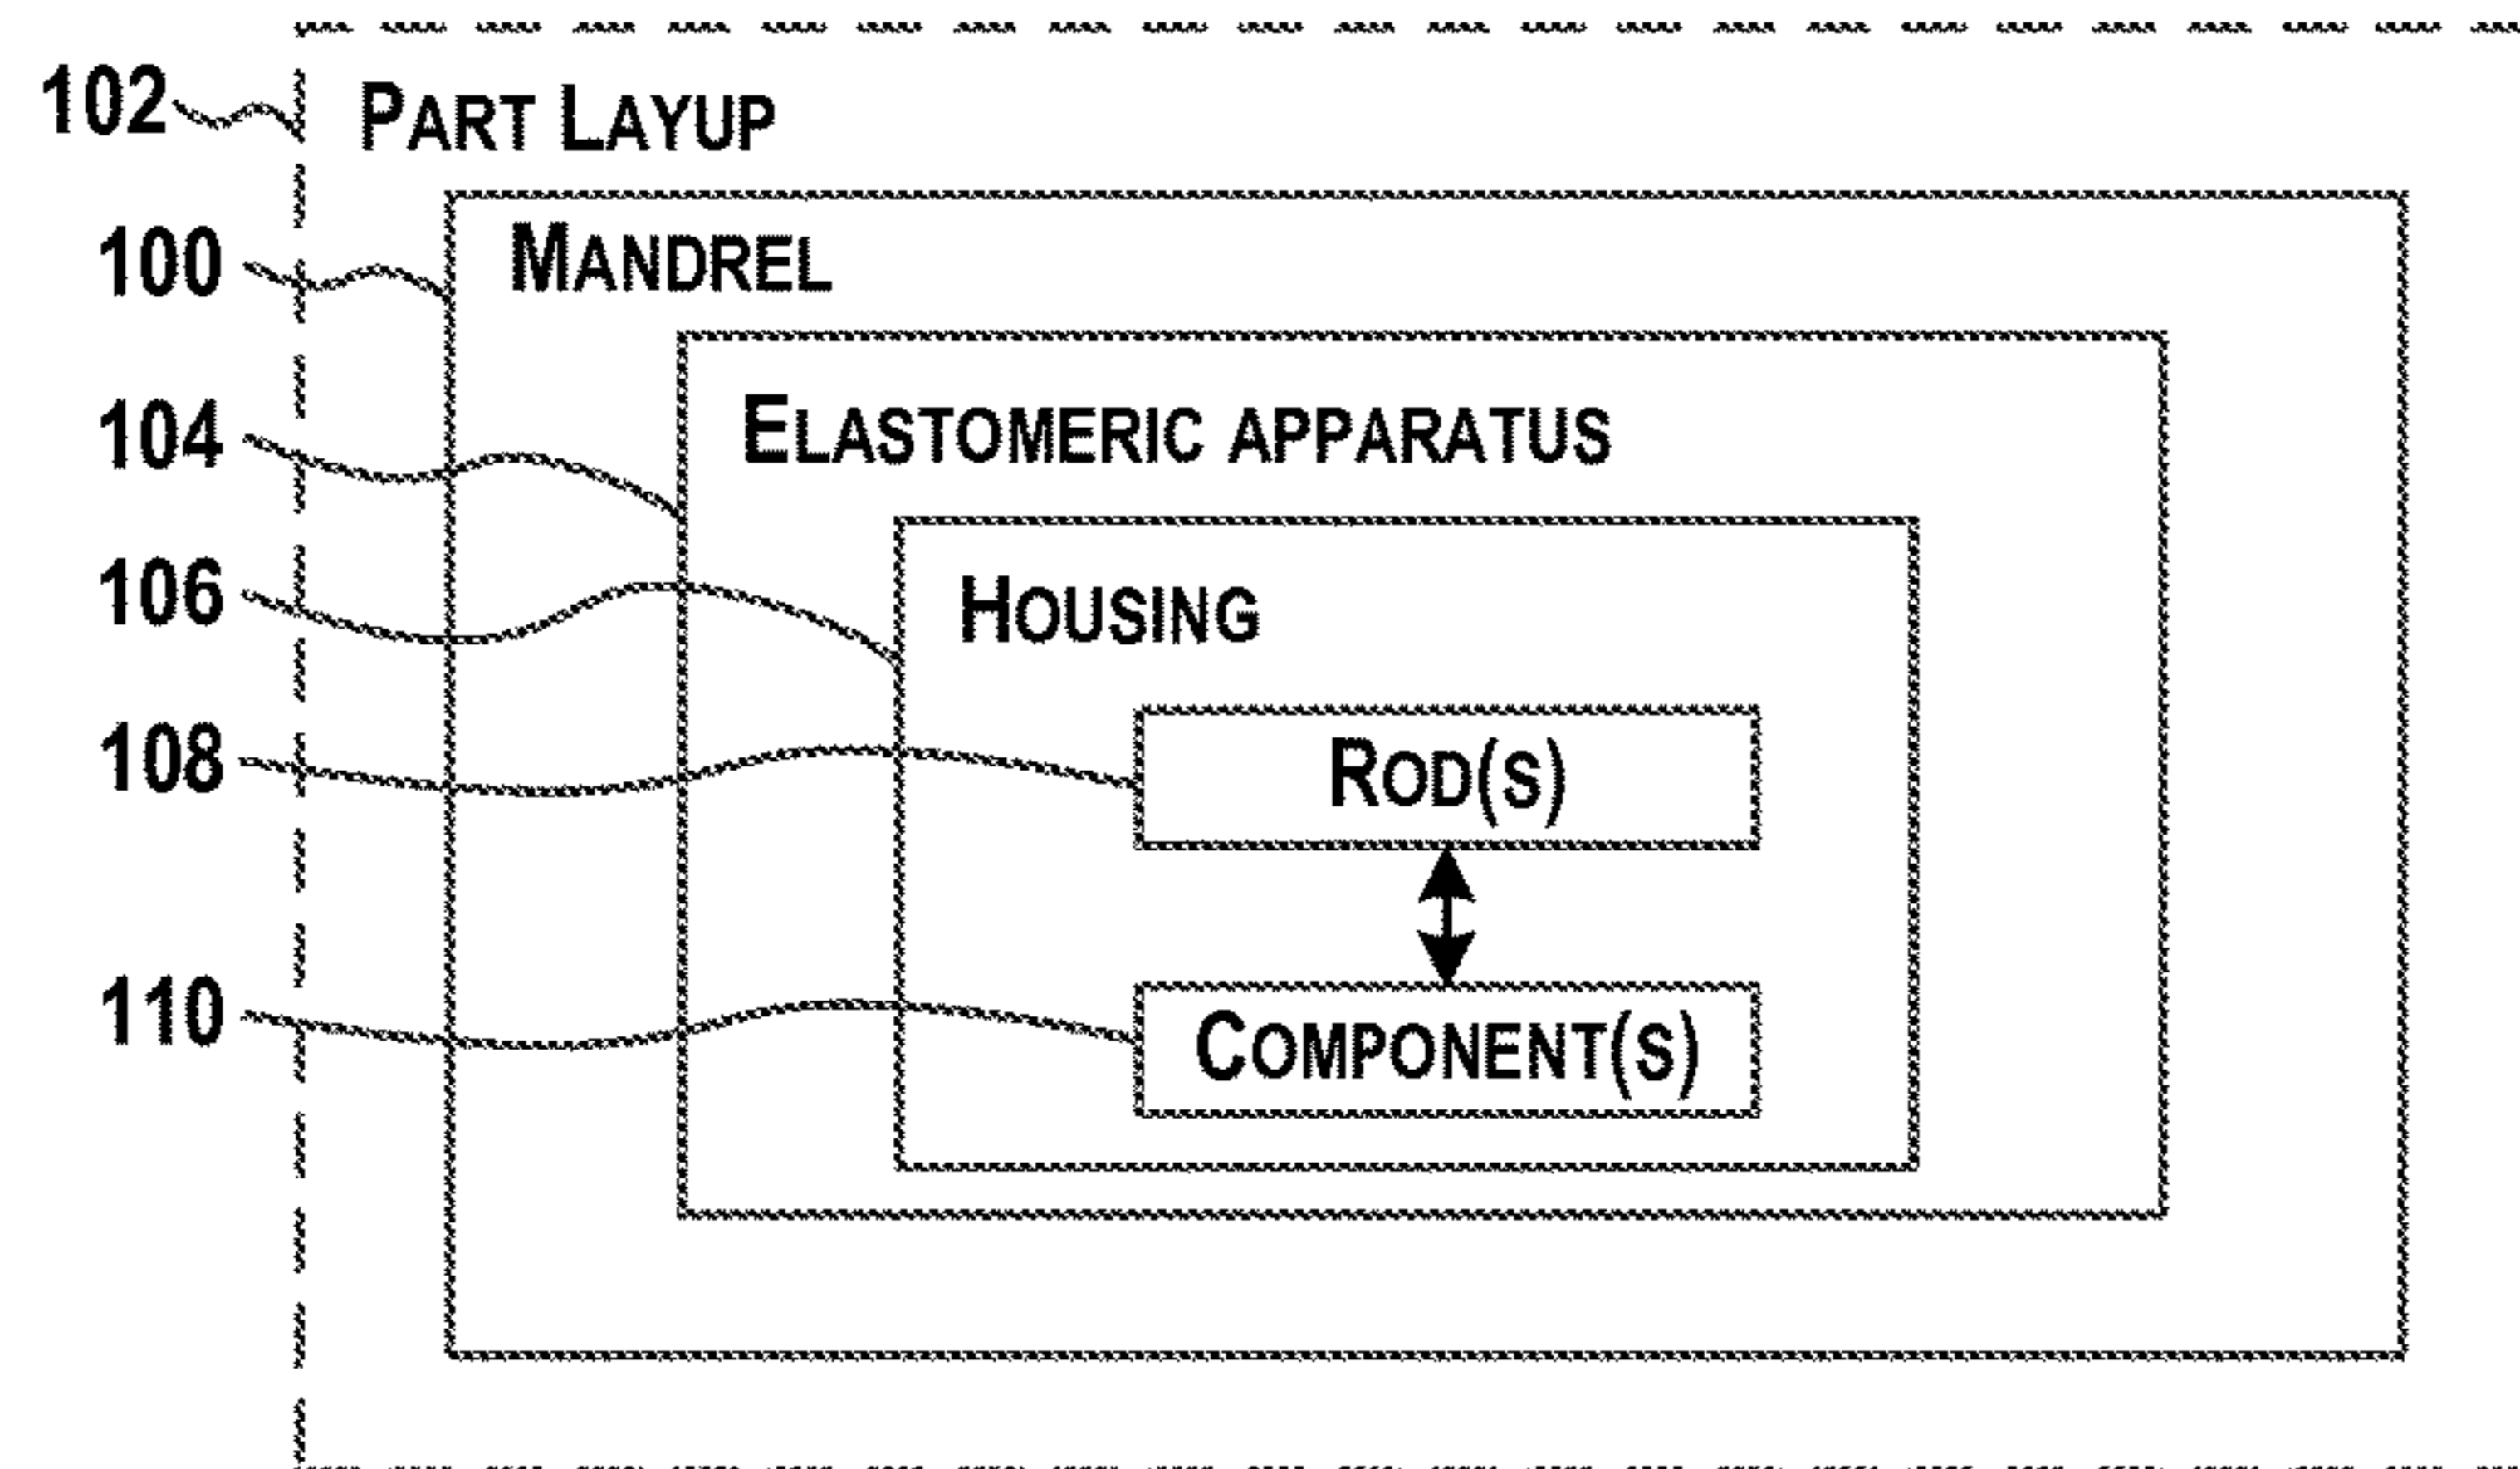 102 PART LAYUP
100 MANDREL
104 ELASTOMERIC APPARATUS
106 HOUSING
108 ROD(S)
110 COMPONENT(S)